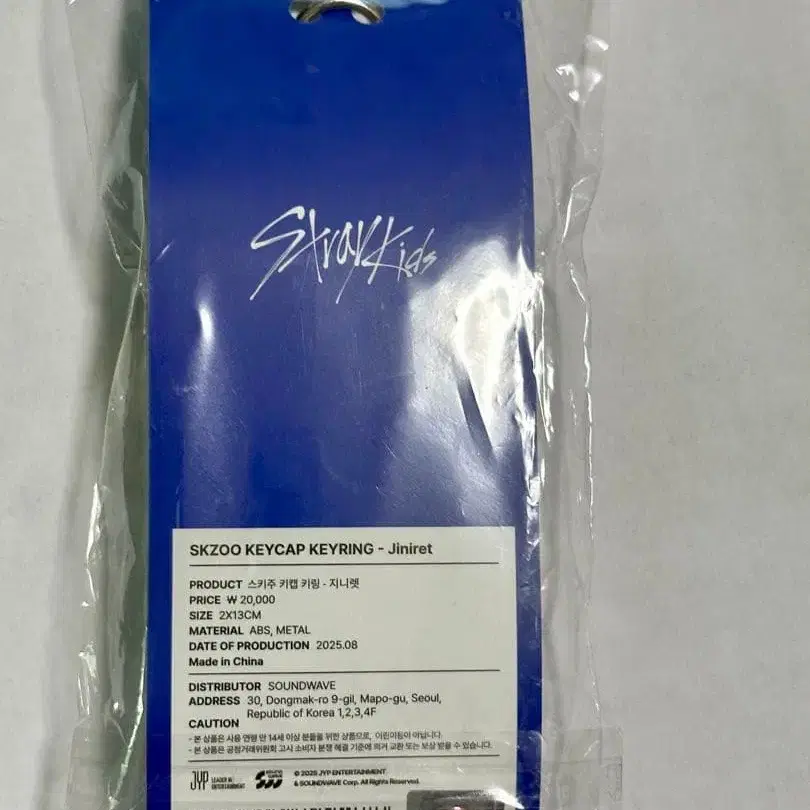 Stray Kids
SKZOO KEYCAP KEYRING - Jiniret
PRODUCT 스키주 키캡 키링 - 지니렛
PRICE ₩ 20,000
SIZE 2X13CM
MATERIAL ABS, METAL
DATE OF PRODUCTION 2025.08
Made in China
DISTRIBUTOR SOUNDWAVE
ADDRESS 30, Dongmak-ro 9-gil, Mapo-gu, Seoul,
Republic of Korea 1,2,3,4F
CAUTION
- 본 상품은 사용 연령 만 14세 이상 분들을 위한 상품으로, 어린이등이 아닙니다.
- 본 상품은 공정거래위원회 고시 소비자 분쟁 해결 기준에 의거 교환 또는 보상 받을 수 있습니다.
JYP LEADER IN
ENTERTAINMENT
© 2025 JYP ENTERTAINMENT
& SOUNDWAVE Corp. All Rights Reserved.